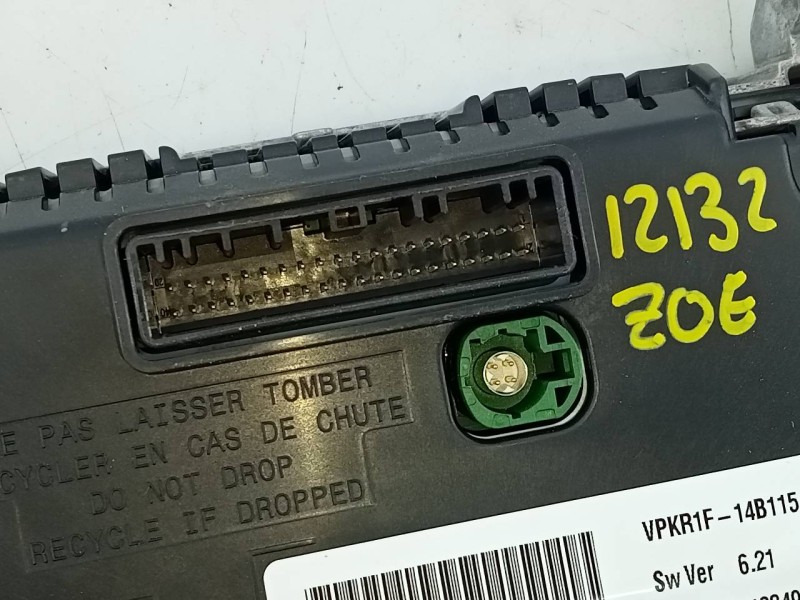 12132
ZOE
E PAS LAISSER TOMBER
CYCLER EN CAS DE CHUTE
DO NOT DROP
RECYCLE IF DROPPED
VPKR1F-14B115
Sw Ver 6.21